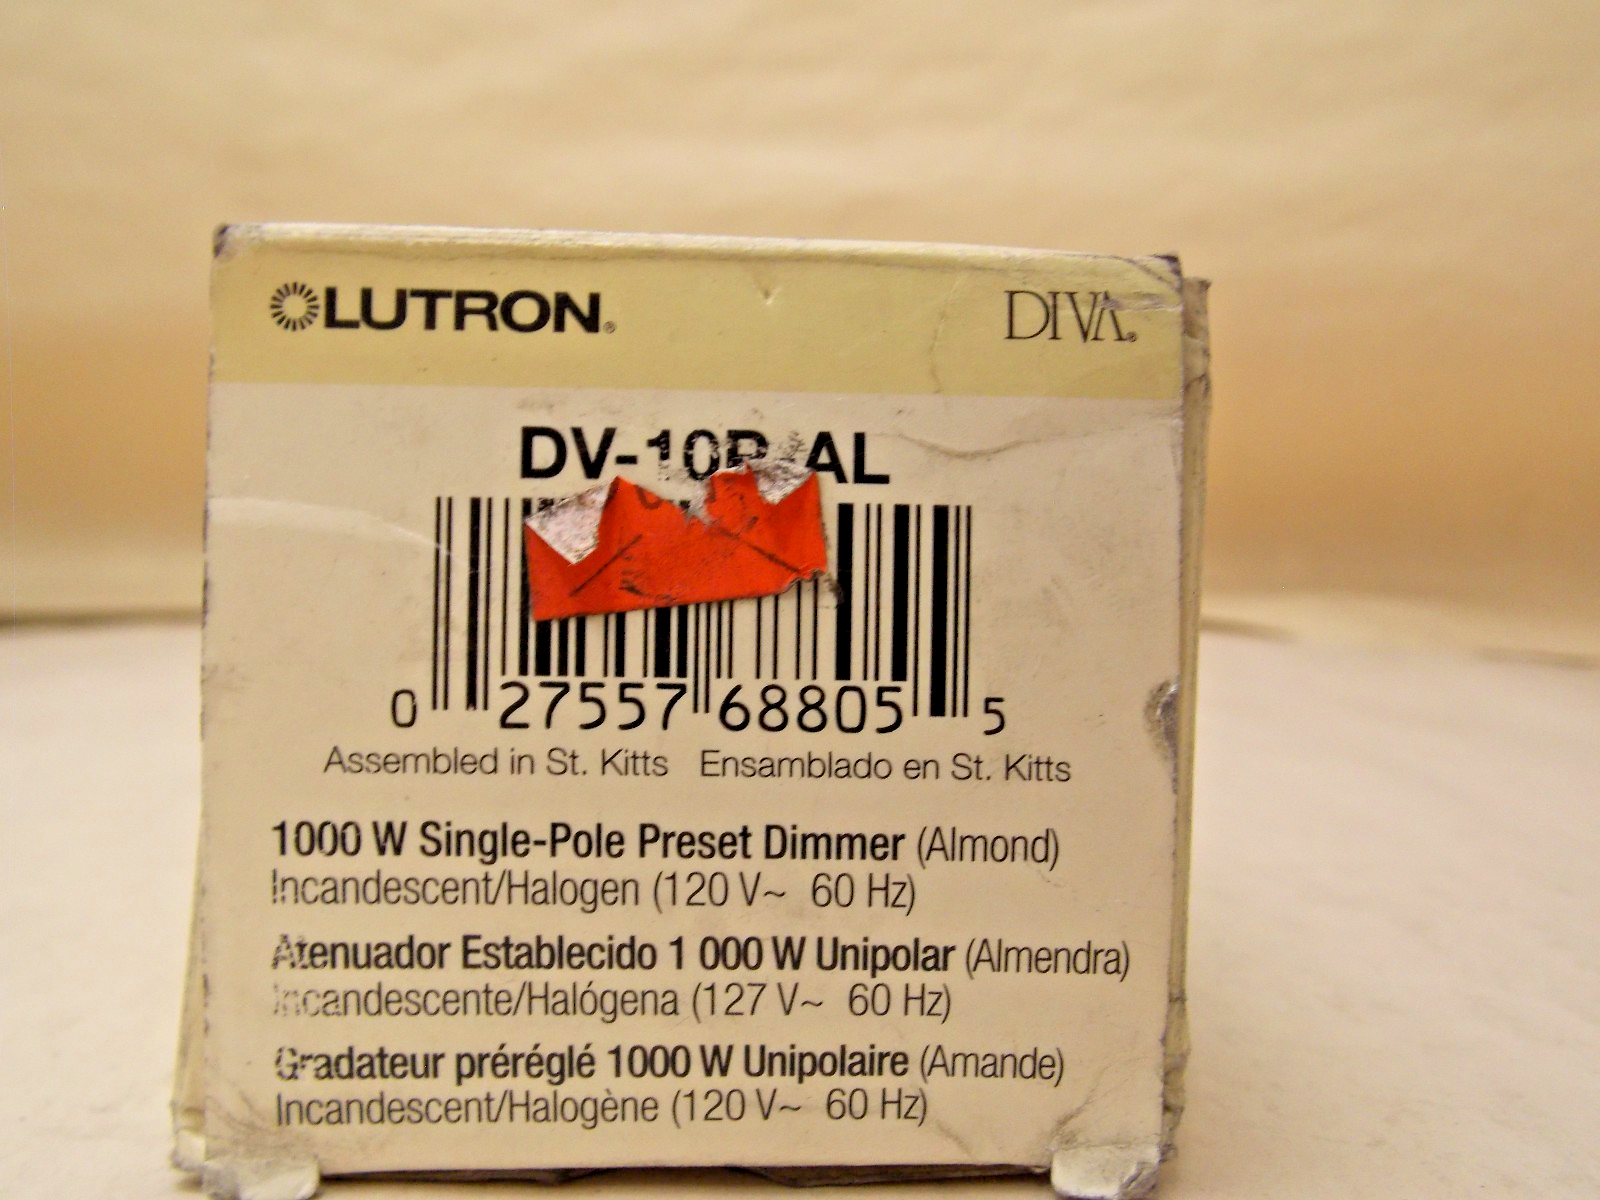 LUTRON®
DIVA®
DV-10P-AL
0 27557 68805 5
Assembled in St. Kitts Ensamblado en St. Kitts
1000 W Single-Pole Preset Dimmer (Almond)
Incandescent/Halogen (120 V~ 60 Hz)
Atenuador Establecido 1 000 W Unipolar (Almendra)
Incandescente/Halógena (127 V~ 60 Hz)
Gradateur préréglé 1000 W Unipolaire (Amande)
Incandescent/Halogène (120 V~ 60 Hz)